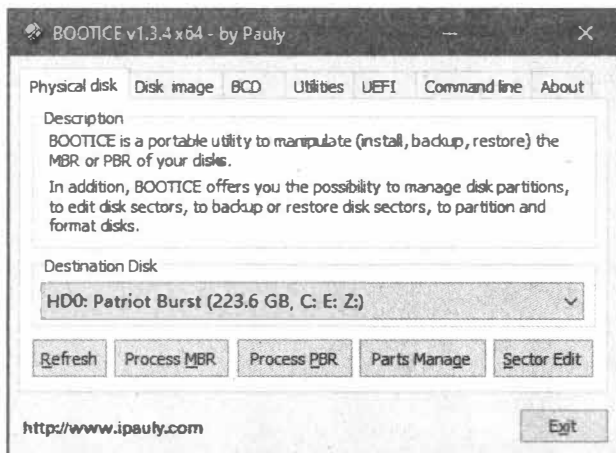 BOOTICE v1.3.4 x64 - by Pauly
Physical disk Disk image BCD Utilities UEFI Command line About
Description
BOOTICE is a portable utility to manipulate (install, backup, restore) the
MBR or PBR of your disks.
In addition, BOOTICE offers you the possibility to manage disk partitions,
to edit disk sectors, to backup or restore disk sectors, to partition and
format disks.
Destination Disk
HD0: Patriot Burst (223.6 GB, C: E: Z:)
Refresh Process MBR Process PBR Parts Manage Sector Edit
http://www.ipauly.com Exit